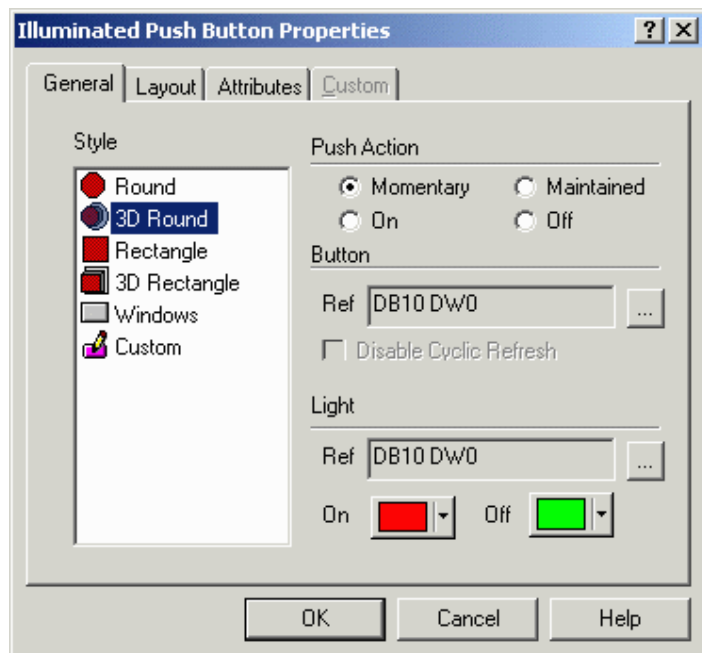 Illuminated Push Button Properties
General Layout Attributes Custom
Style
Round
3D Round
Rectangle
3D Rectangle
Windows
Custom
Push Action
Momentary Maintained
On Off
Button
Ref DB10 DW0 ...
Disable Cyclic Refresh
Light
Ref DB10 DW0 ...
On Off
OK Cancel Help